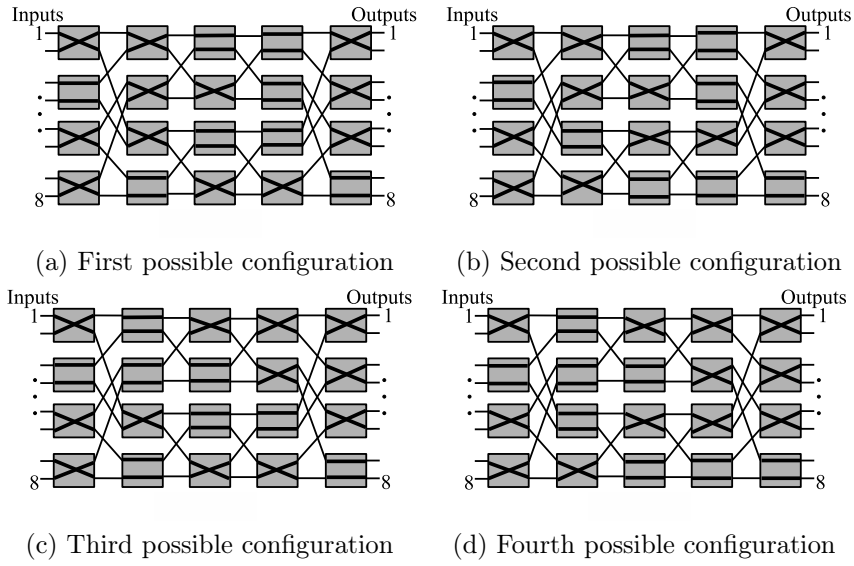 Inputs Outputs Inputs Outputs
1 1 1 1
8 8 8 8
(a) First possible configuration (b) Second possible configuration
Inputs Outputs Inputs Outputs
1 1 1 1
8 8 8 8
(c) Third possible configuration (d) Fourth possible configuration